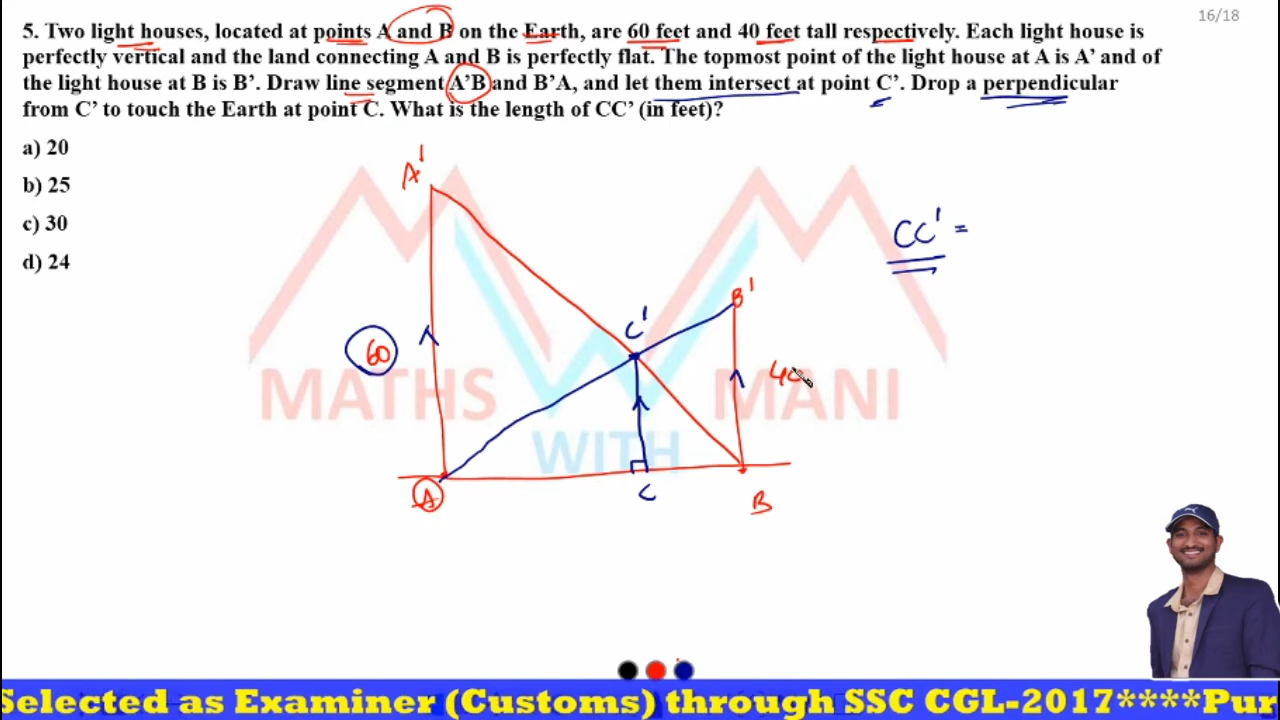 16/18
5. Two light houses, located at points A and B on the Earth, are 60 feet and 40 feet tall respectively. Each light house is
perfectly vertical and the land connecting A and B is perfectly flat. The topmost point of the light house at A is A’ and of
the light house at B is B’. Draw line segment A’B and B’A, and let them intersect at point C’. Drop a perpendicular
from C’ to touch the Earth at point C. What is the length of CC’ (in feet)?
a) 20
b) 25
c) 30
d) 24
A'
CC' =
B'
C'
60
40
MATHS
MANI
WITH
A
C
B
Selected as Examiner (Customs) through SSC CGL-2017****Pur